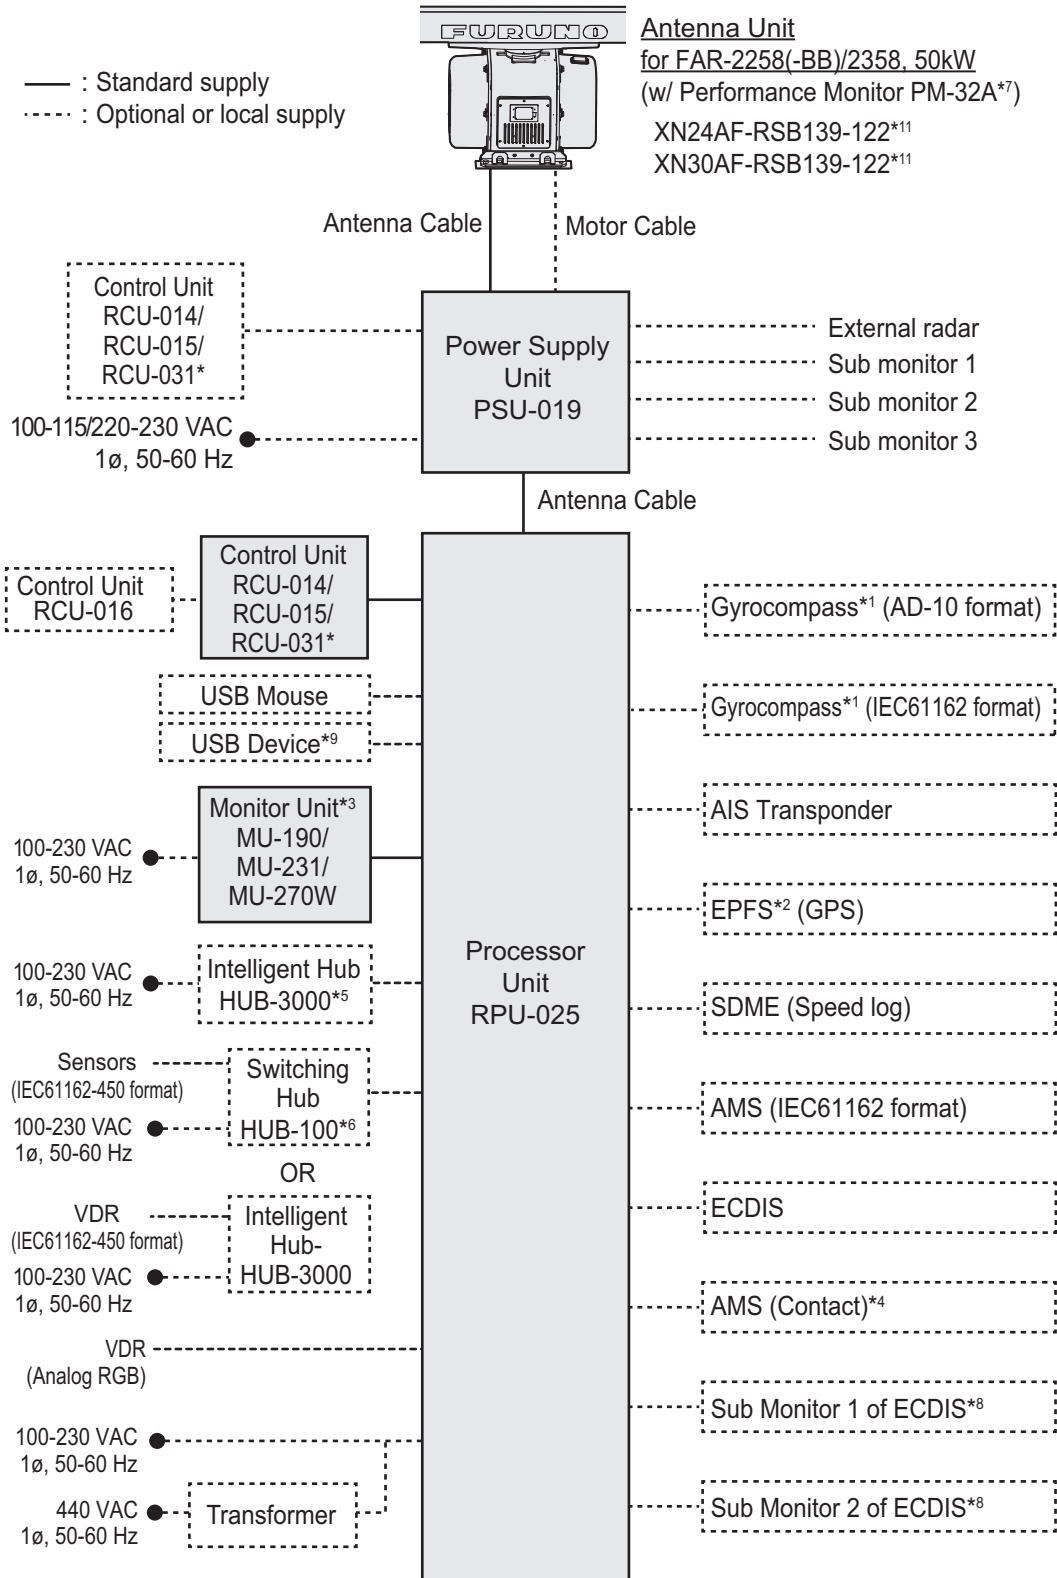 FURUNO
Antenna Unit
for FAR-2258(-BB)/2358, 50kW
(w/ Performance Monitor PM-32A*7)
XN24AF-RSB139-122*11
XN30AF-RSB139-122*11
: Standard supply
: Optional or local supply
Antenna Cable
Motor Cable
Control Unit
RCU-014/
RCU-015/
RCU-031*
100-115/220-230 VAC
1ø, 50-60 Hz
Power Supply
Unit
PSU-019
External radar
Sub monitor 1
Sub monitor 2
Sub monitor 3
Antenna Cable
Control Unit
RCU-016
Control Unit
RCU-014/
RCU-015/
RCU-031*
USB Mouse
USB Device*9
Monitor Unit*3
MU-190/
MU-231/
MU-270W
100-230 VAC
1ø, 50-60 Hz
Intelligent Hub
HUB-3000*5
100-230 VAC
1ø, 50-60 Hz
Sensors
(IEC61162-450 format)
Switching
Hub
HUB-100*6
100-230 VAC
1ø, 50-60 Hz
OR
VDR
(IEC61162-450 format)
Intelligent
Hub-
HUB-3000
100-230 VAC
1ø, 50-60 Hz
VDR
(Analog RGB)
100-230 VAC
1ø, 50-60 Hz
440 VAC
1ø, 50-60 Hz
Transformer
Processor
Unit
RPU-025
Gyrocompass*1 (AD-10 format)
Gyrocompass*1 (IEC61162 format)
AIS Transponder
EPFS*2 (GPS)
SDME (Speed log)
AMS (IEC61162 format)
ECDIS
AMS (Contact)*4
Sub Monitor 1 of ECDIS*8
Sub Monitor 2 of ECDIS*8